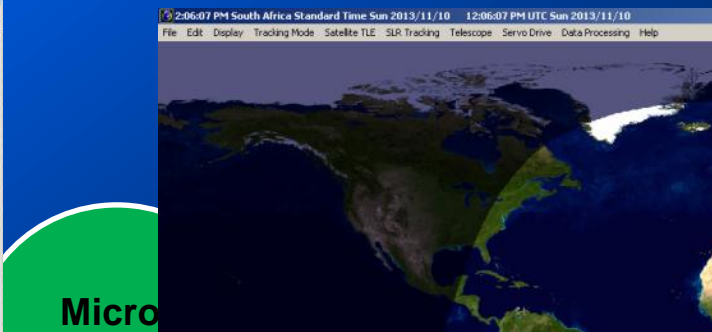 2:06:07 PM South Africa Standard Time Sun 2013/11/10 12:06:07 PM UTC Sun 2013/11/10
File Edit Display Tracking Mode Satellite TLE SLR Tracking Telescope Servo Drive Data Processing Help
Micro